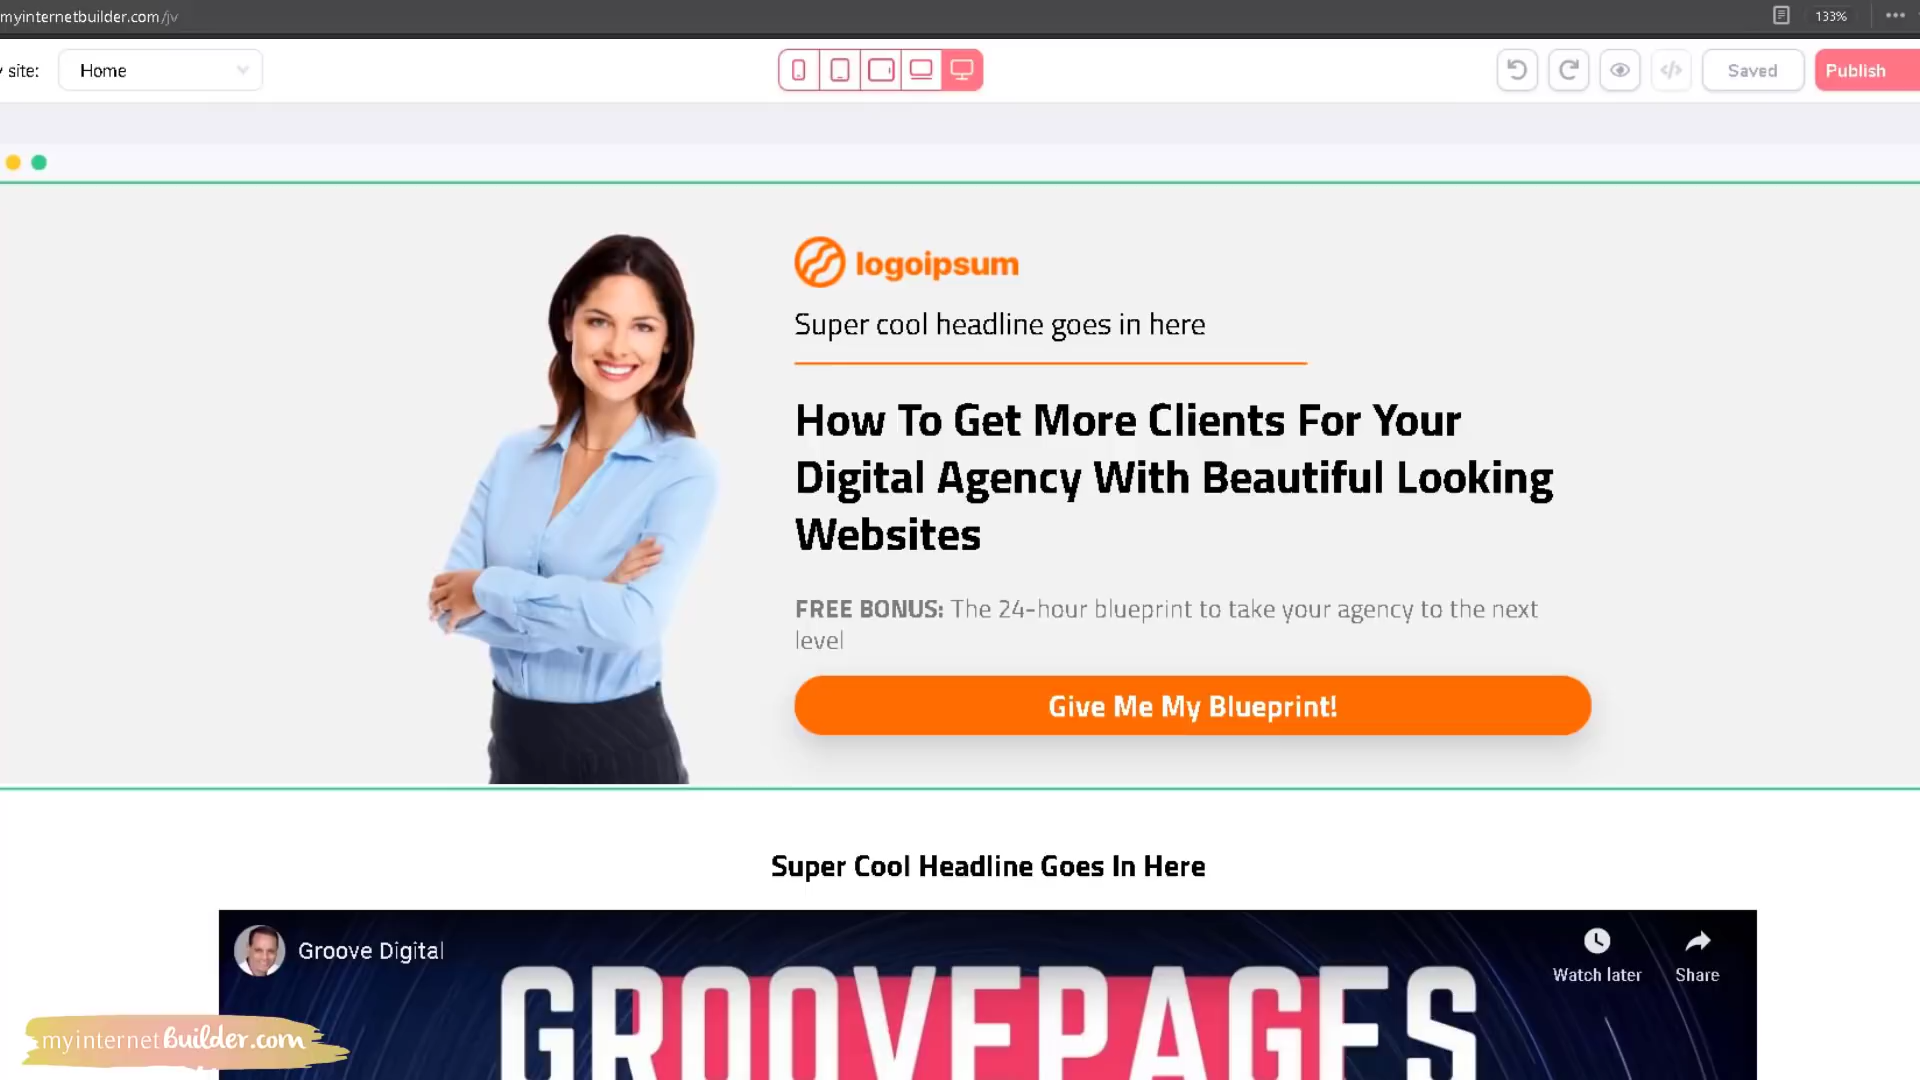 myinternetbuilder.com/jv
133%
site:
Home
Saved
Publish
logoipsum
Super cool headline goes in here
How To Get More Clients For Your
Digital Agency With Beautiful Looking
Websites
FREE BONUS: The 24-hour blueprint to take your agency to the next
level
Give Me My Blueprint!
Super Cool Headline Goes In Here
Groove Digital
Watch later
Share
GROOVEPAGES
myinternetBuilder.com